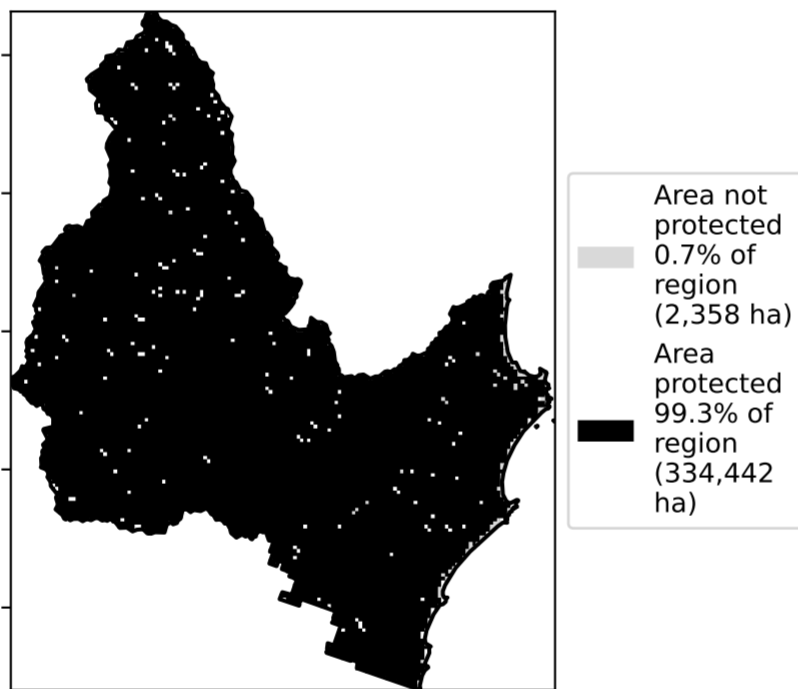 Area not
protected
0.7% of
region
(2,358 ha)
Area
protected
99.3% of
region
(334,442
ha)